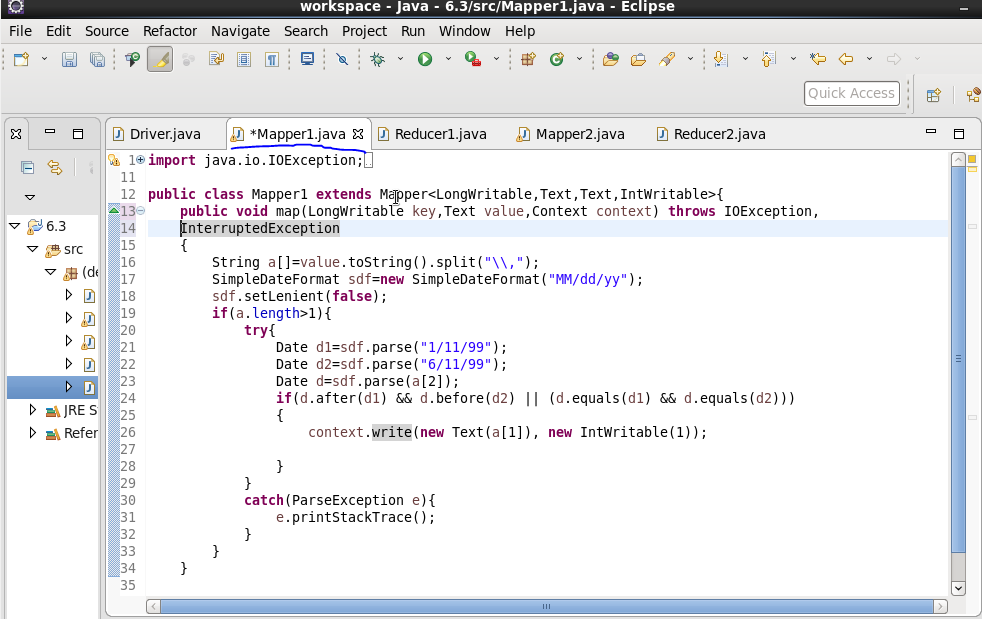 workspace - Java - 6.3/src/Mapper1.java - Eclipse
File Edit Source Refactor Navigate Search Project Run Window Help
Quick Access
Driver.java *Mapper1.java Reducer1.java Mapper2.java Reducer2.java
6.3
src
(de
JRE S
Refer
1 import java.io.IOException;
11
12 public class Mapper1 extends Mapper<LongWritable,Text,Text,IntWritable>{
13 public void map(LongWritable key,Text value,Context context) throws IOException,
14 InterruptedException
15 {
16 String a[]=value.toString().split("\\,");
17 SimpleDateFormat sdf=new SimpleDateFormat("MM/dd/yy");
18 sdf.setLenient(false);
19 if(a.length>1){
20 try{
21 Date d1=sdf.parse("1/11/99");
22 Date d2=sdf.parse("6/11/99");
23 Date d=sdf.parse(a[2]);
24 if(d.after(d1) && d.before(d2) || (d.equals(d1) && d.equals(d2)))
25 {
26 context.write(new Text(a[1]), new IntWritable(1));
27
28 }
29 }
30 catch(ParseException e){
31 e.printStackTrace();
32 }
33 }
34 }
35